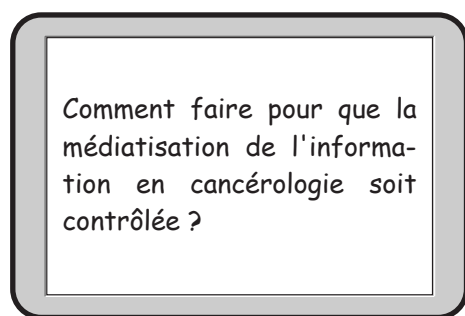 Comment faire pour que la
médiatisation de l'informa-
tion en cancérologie soit
contrôlée ?